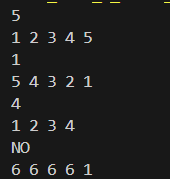 5
1 2 3 4 5
1
5 4 3 2 1
4
1 2 3 4
NO
6 6 6 6 1